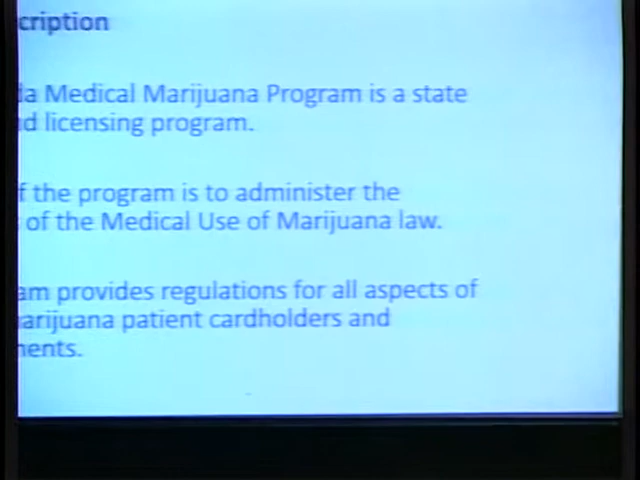 cription
da Medical Marijuana Program is a state
d licensing program.
f the program is to administer the
of the Medical Use of Marijuana law.
am provides regulations for all aspects of
arijuana patient cardholders and
ments.